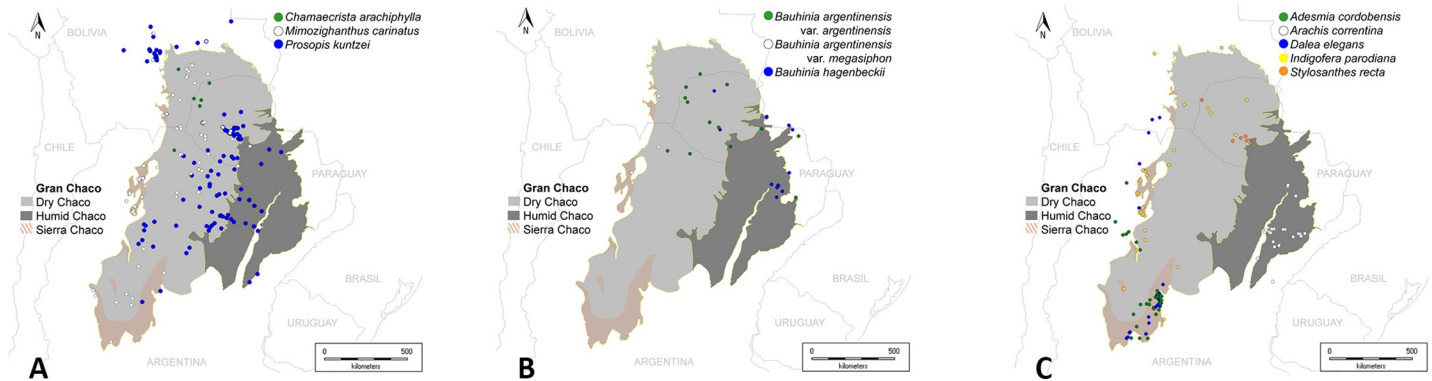 N
Chamaecrista arachiphylla
Mimozighanthus carinatus
Prosopis kuntzei
BOLIVIA
CHILE
PARAGUAY
Gran Chaco
Dry Chaco
Humid Chaco
Sierra Chaco
BRASIL
URUGUAY
ARGENTINA
0 500
kilometers
A
N
Bauhinia argentinensis
var. argentinensis
Bauhinia argentinensis
var. megasiphon
Bauhinia hagenbeckii
BOLIVIA
CHILE
PARAGUAY
Gran Chaco
Dry Chaco
Humid Chaco
Sierra Chaco
BRASIL
URUGUAY
ARGENTINA
0 500
kilometers
B
N
Adesmia cordobensis
Arachis correntina
Dalea elegans
Indigofera parodiana
Stylosanthes recta
BOLIVIA
CHILE
PARAGUAY
Gran Chaco
Dry Chaco
Humid Chaco
Sierra Chaco
BRASIL
URUGUAY
ARGENTINA
0 500
kilometers
C